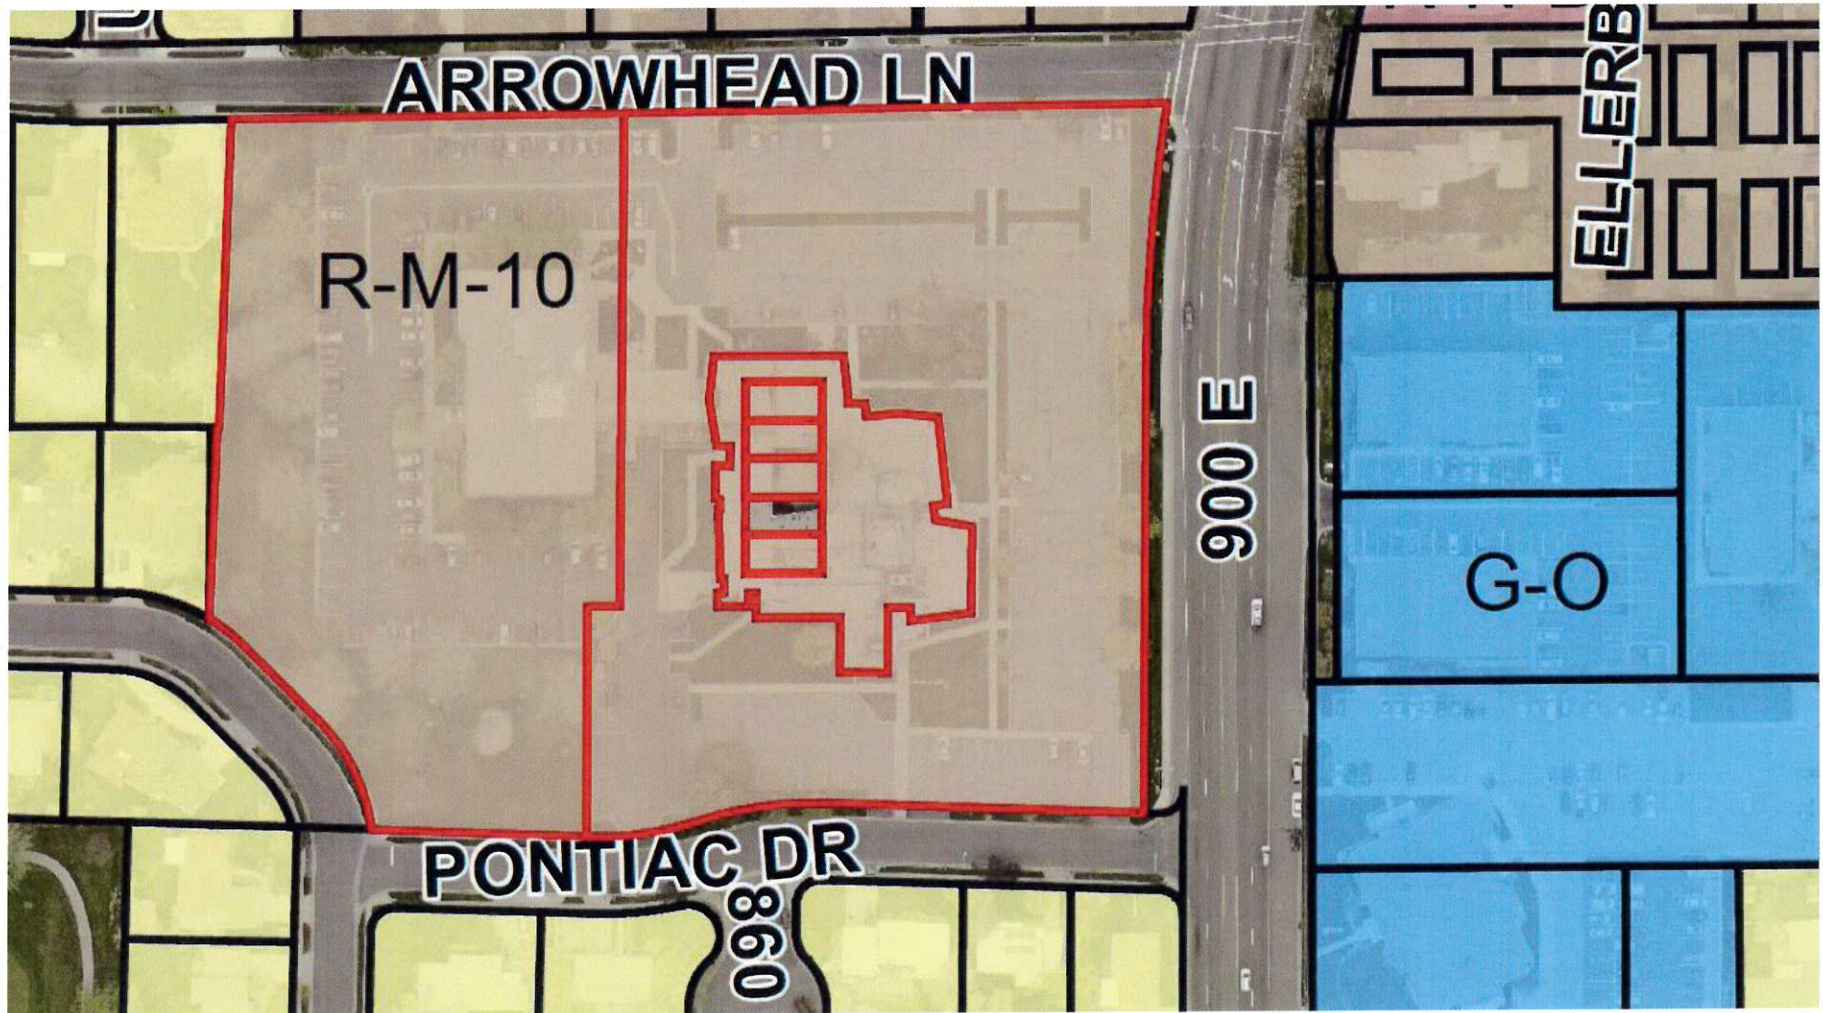 ARROWHEAD LN
R-M-10
900 E
G-O
PONTIAC DR
860